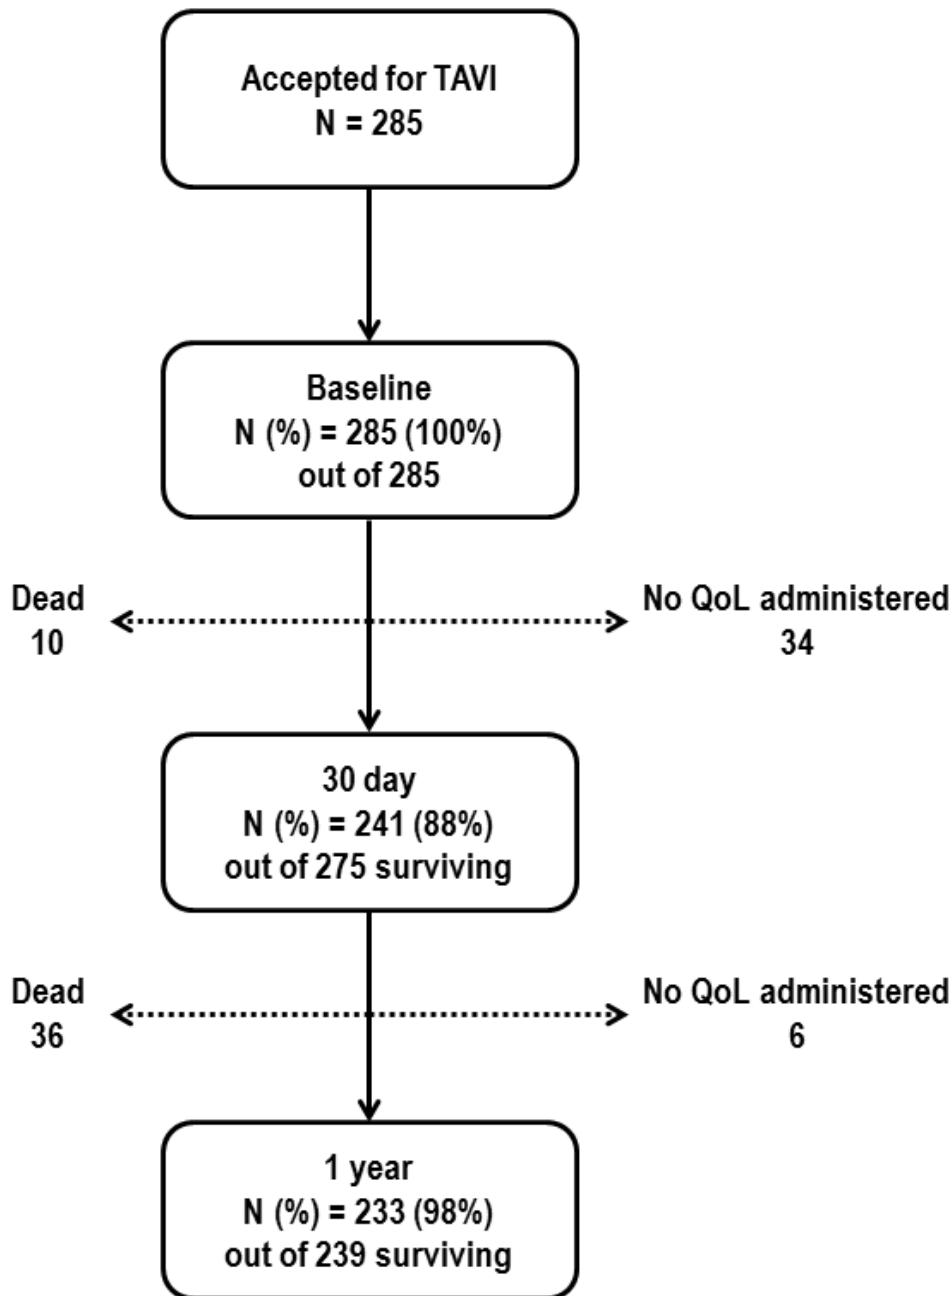 Accepted for TAVI
N = 285
Baseline
N (%) = 285 (100%)
out of 285
Dead
10
No QoL administered
34
30 day
N (%) = 241 (88%)
out of 275 surviving
Dead
36
No QoL administered
6
1 year
N (%) = 233 (98%)
out of 239 surviving